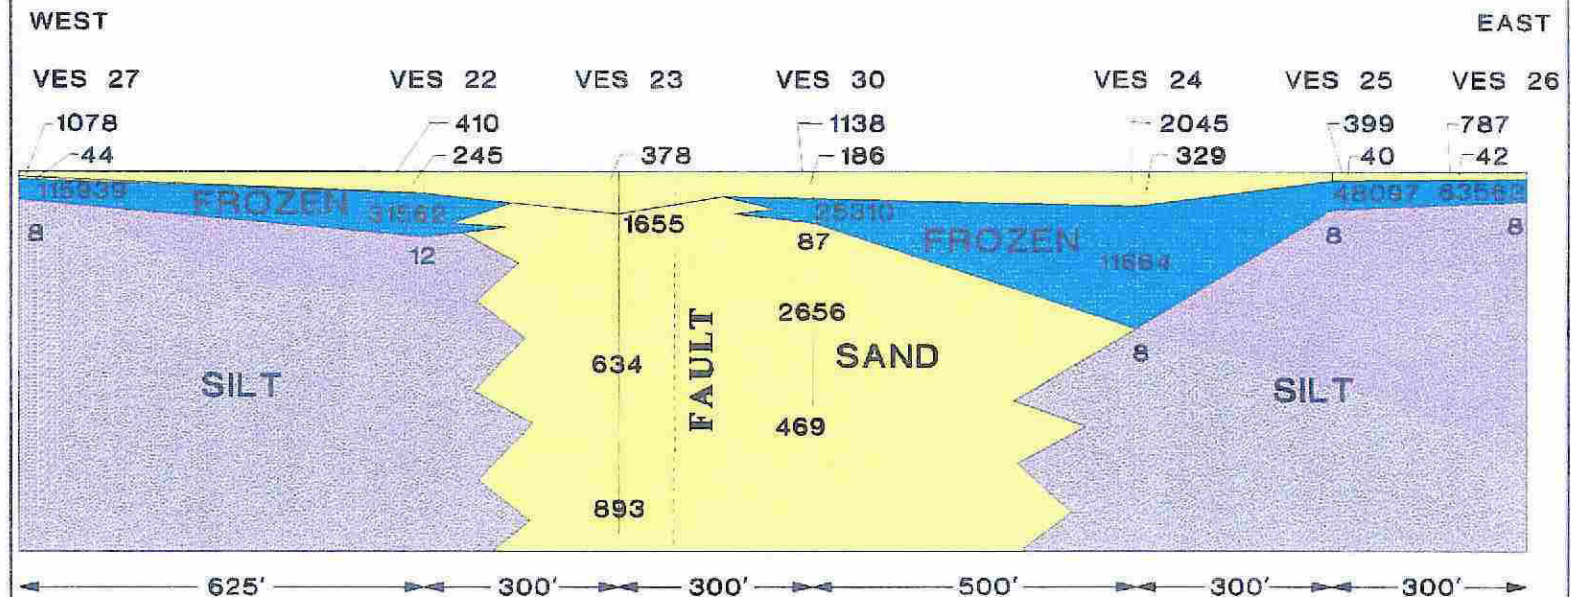 WEST EAST
VES 27 VES 22 VES 23 VES 30 VES 24 VES 25 VES 26
1078 410 1138 2045 399 787
44 245 378 186 329 40 42
115939 FROZEN 31562 25310 48097 63562
1655
8 12 87 FROZEN 8 8
11664
2656
634 FAULT SAND 8
SILT SILT
469
893
625' 300' 300' 500' 300' 300'